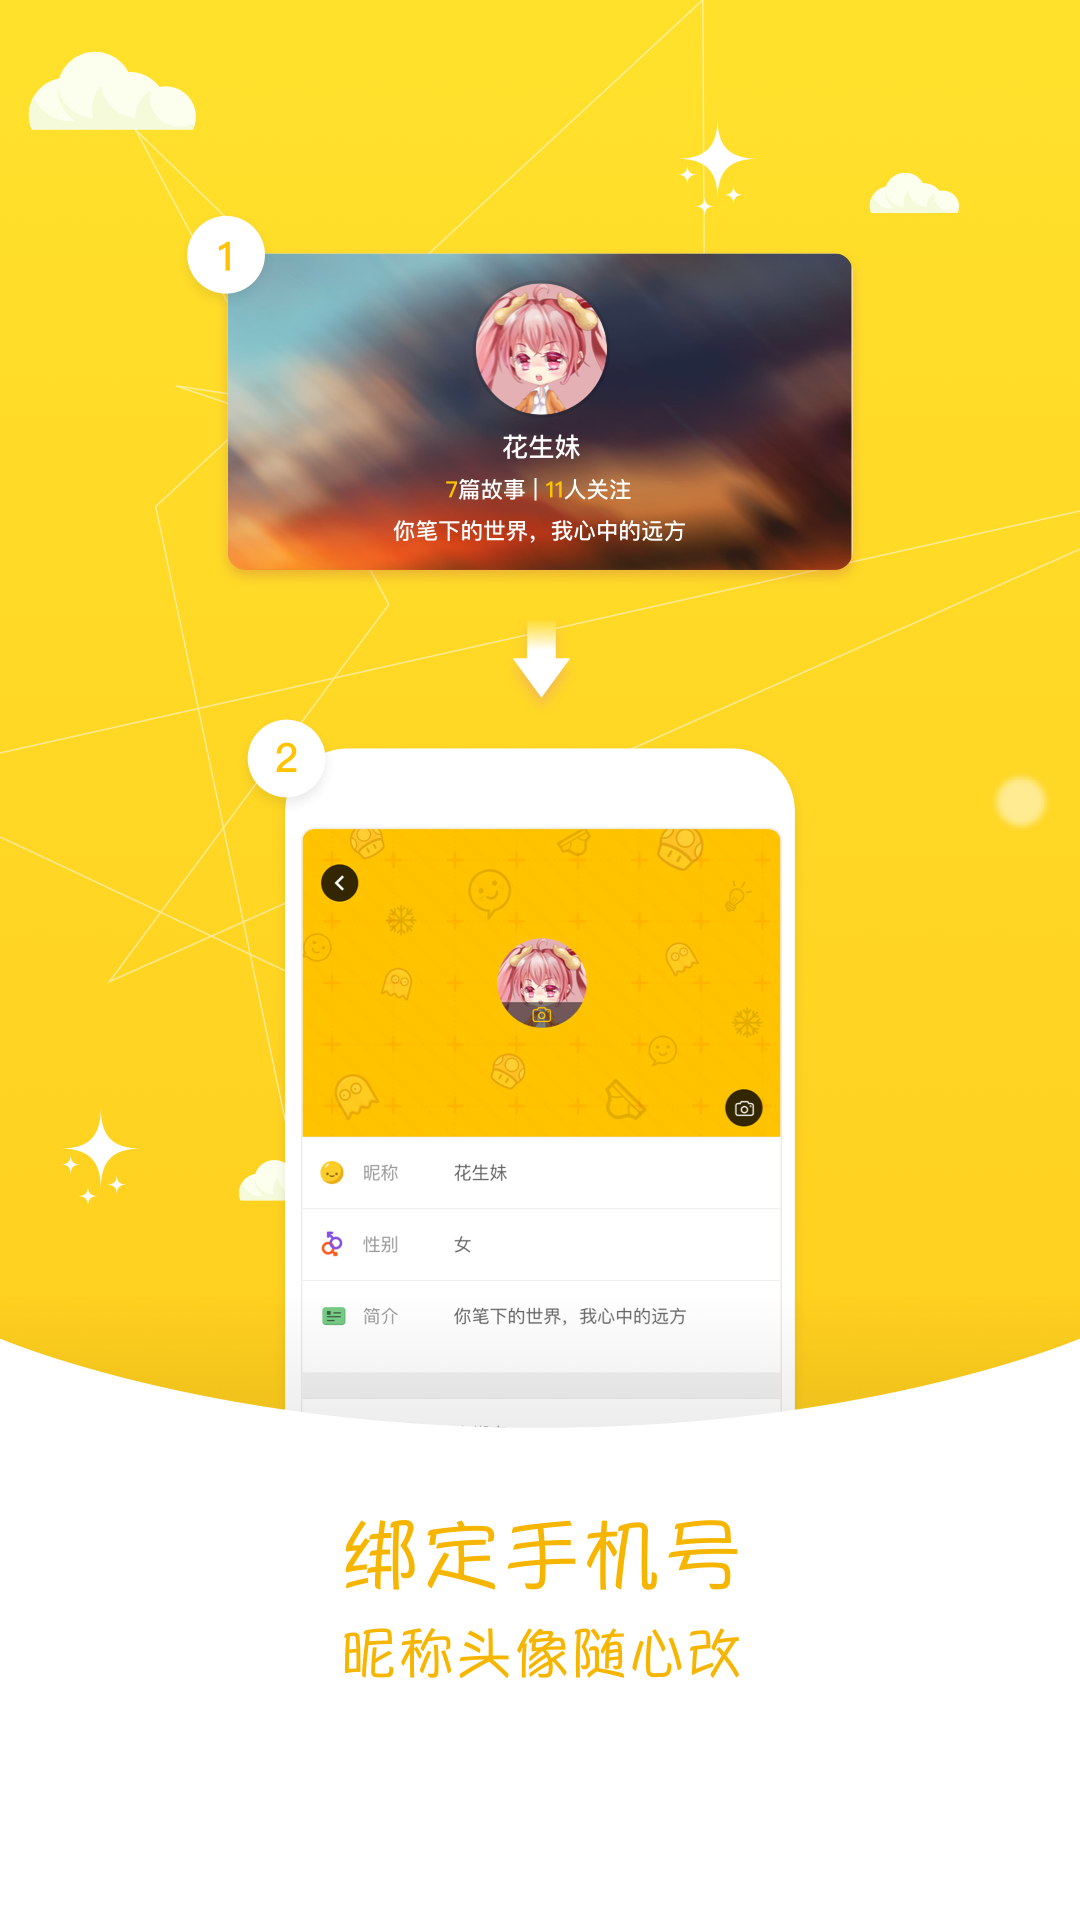 1
花生妹
7篇故事 | 11人关注
你笔下的世界，我心中的远方
2
昵称 花生妹
性别 女
简介 你笔下的世界，我心中的远方
绑定手机号
昵称头像随心改